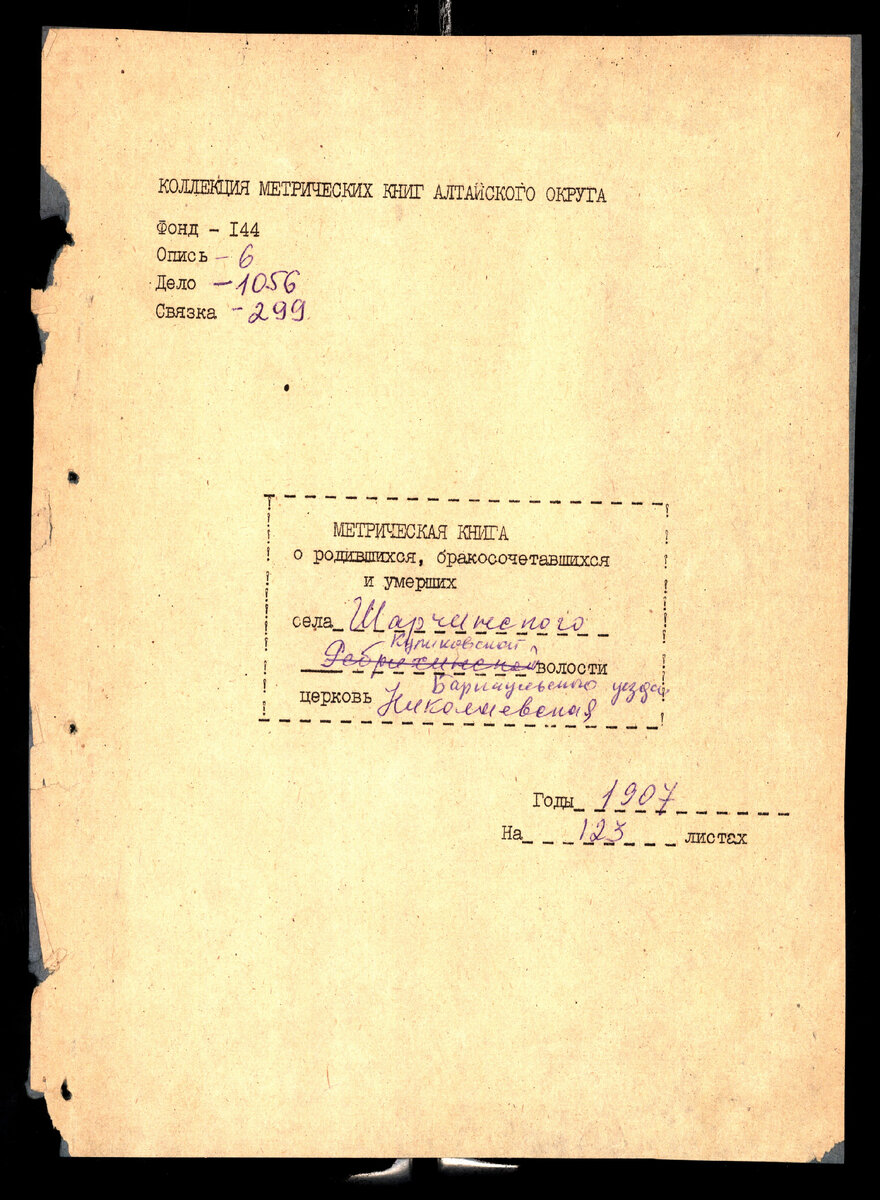 КОЛЛЕКЦИЯ МЕТРИЧЕСКИХ КНИГ АЛТАЙСКОГО ОКРУГА
Фонд - I44
Опись - 6
Дело - 1056
Связка - 299
МЕТРИЧЕСКАЯ КНИГА
о родившихся, бракосочетавшихся
и умерших
села Шарчинского
Куликовской
Ребрихинской волости
Барнаульского уезда
церковь Николаевская
Годы 1907
На 123 листах